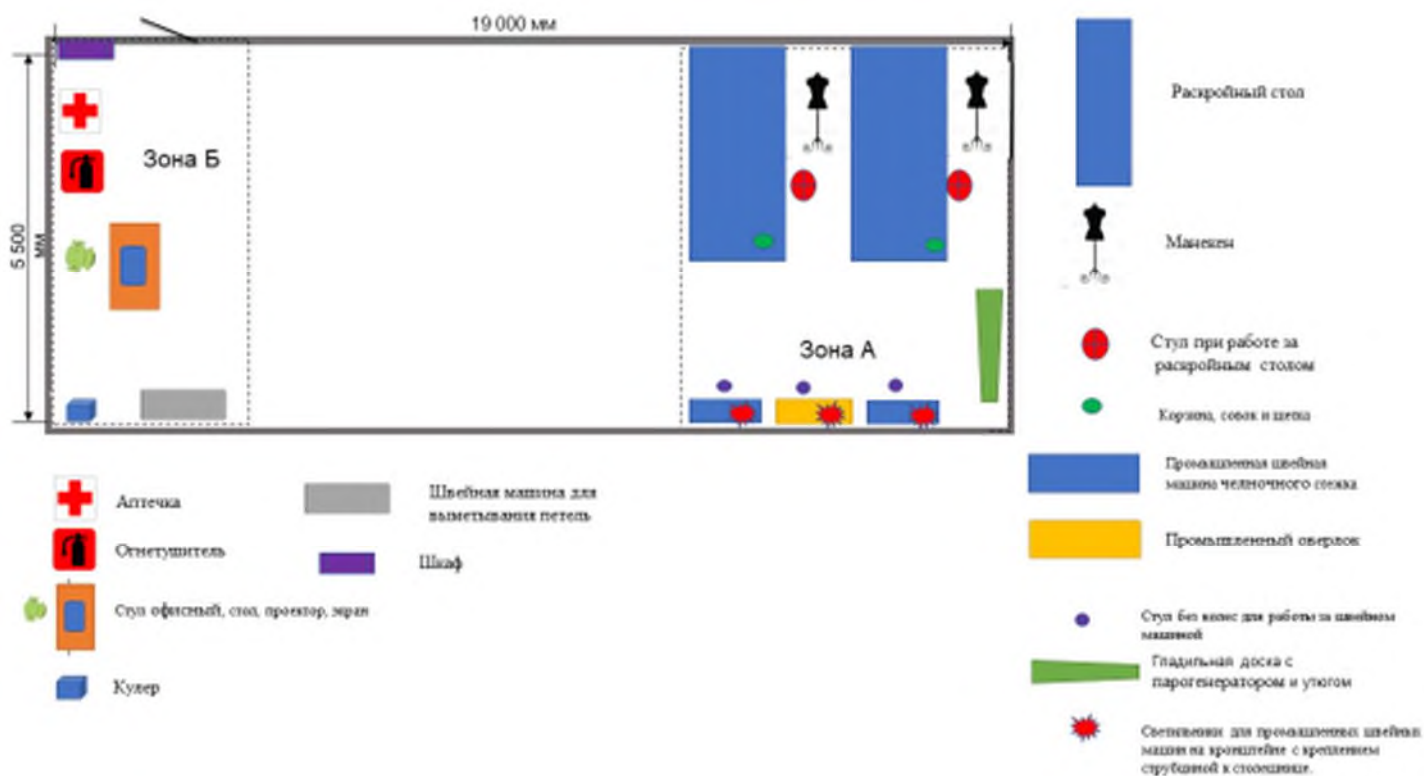 19 000 мм
5 500 мм
Зона Б
Зона А
Раскройный стол
Манекен
Стул при работе за
раскройным столом
Корзина, совок и щетка
Промышленная швейная
машина челночного стежка
Промышленный оверлок
Стул без колес для работы за швейном
машиной
Гладильная доска с
парогенератором и утюгом
Светильники для промышленных швейных
машин на кронштейне с креплением
струбциной к столешнице.
Аптечка
Огнетушитель
Стул офисный, стол, проектор, экран
Кулер
Швейная машина для
выметывания петель
Шкаф